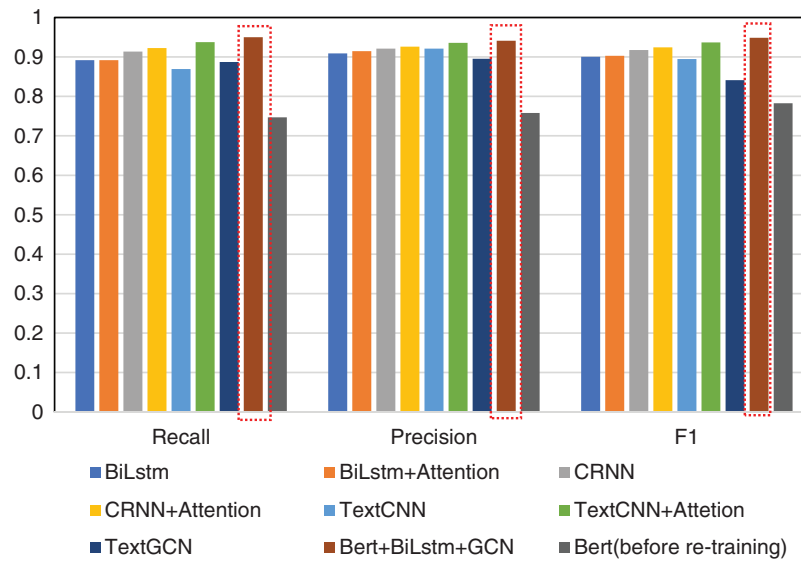 1
0.9
0.8
0.7
0.6
0.5
0.4
0.3
0.2
0.1
0
Recall Precision F1
BiLstm BiLstm+Attention CRNN
CRNN+Attention TextCNN TextCNN+Attetion
TextGCN Bert+BiLstm+GCN Bert(before re-training)